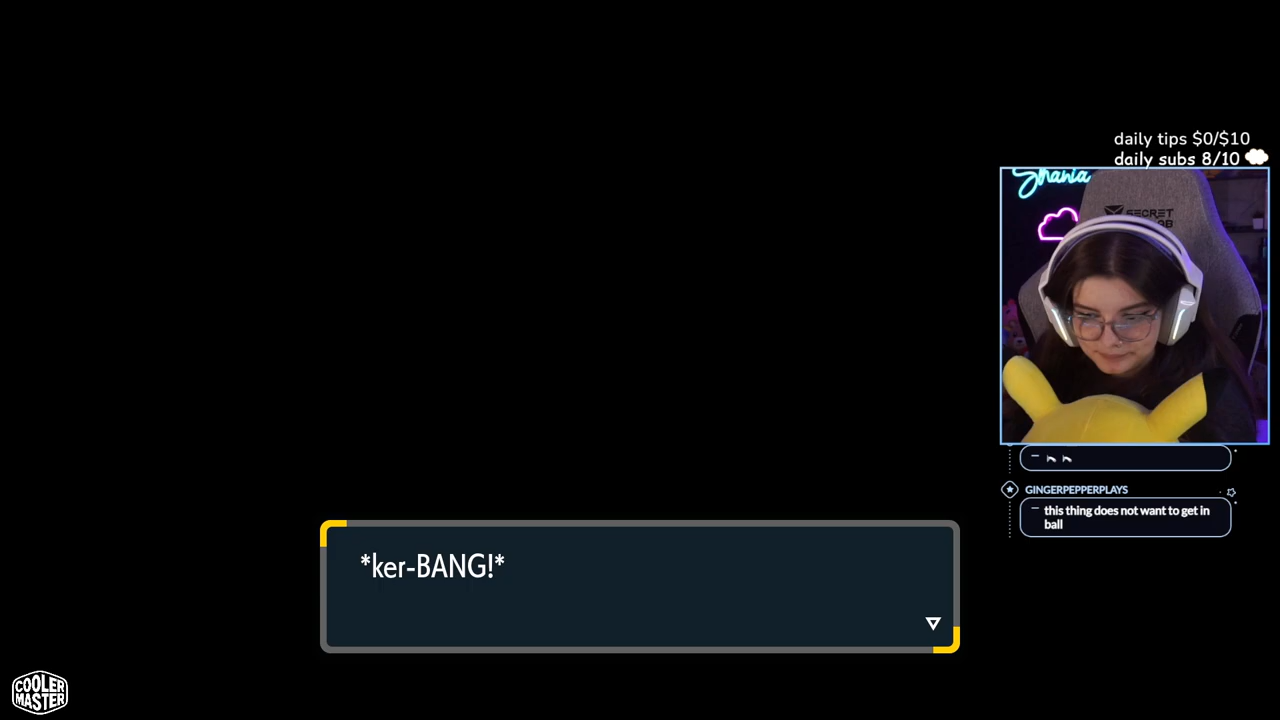 daily tips $0/$10
daily subs 8/10
Shania
SECRET
LAB
GINGERPEPPERPLAYS
this thing does not want to get in
ball
*ker-BANG!*
COOLER
MASTER